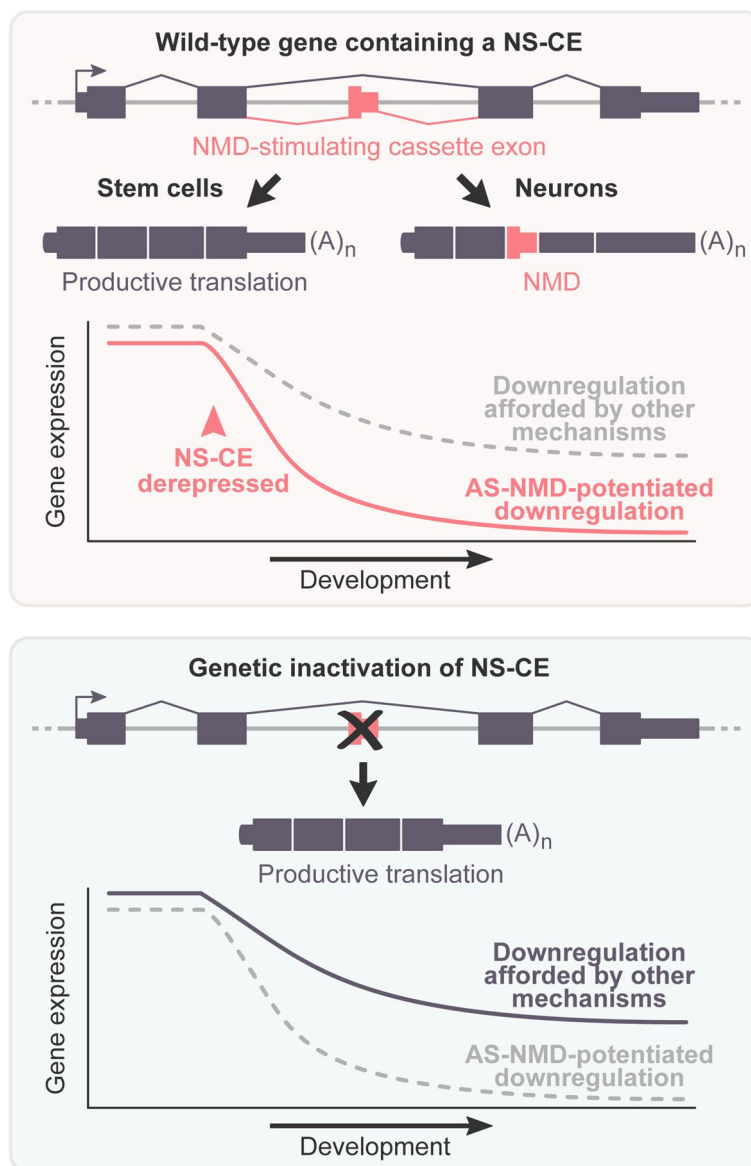 Wild-type gene containing a NS-CE
NMD-stimulating cassette exon
Stem cells
Neurons
(A)n
(A)n
Productive translation
NMD
Gene expression
Downregulation
afforded by other
mechanisms
NS-CE
derepressed
AS-NMD-potentiated
downregulation
Development
Genetic inactivation of NS-CE
(A)n
Productive translation
Gene expression
Downregulation
afforded by other
mechanisms
AS-NMD-potentiated
downregulation
Development